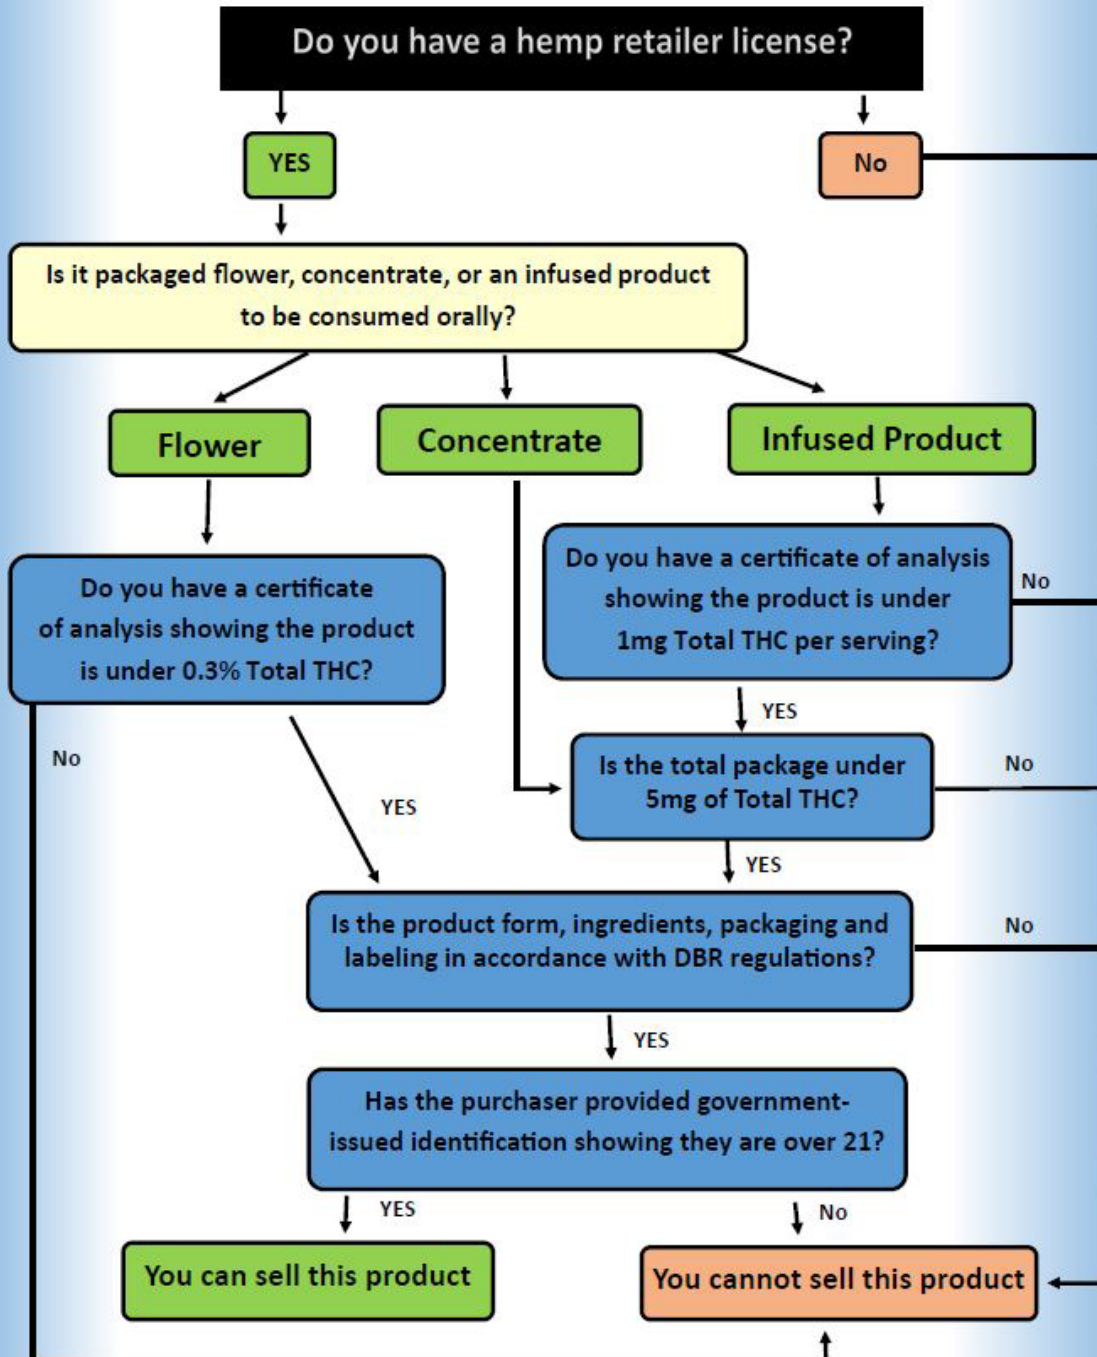 Do you have a hemp retailer license?
YES
No
Is it packaged flower, concentrate, or an infused product
to be consumed orally?
Flower
Concentrate
Infused Product
Do you have a certificate
of analysis showing the product
is under 0.3% Total THC?
Do you have a certificate of analysis
showing the product is under
1mg Total THC per serving?
No
YES
No
Is the total package under
5mg of Total THC?
No
YES
YES
Is the product form, ingredients, packaging and
labeling in accordance with DBR regulations?
No
YES
Has the purchaser provided government-
issued identification showing they are over 21?
YES
No
You can sell this product
You cannot sell this product